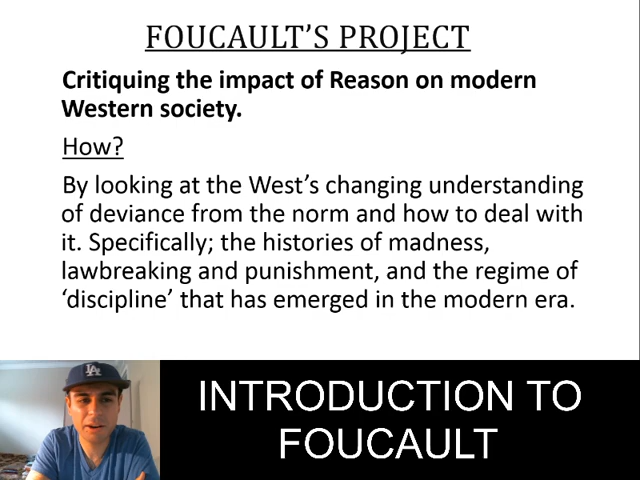 FOUCAULT'S PROJECT
Critiquing the impact of Reason on modern
Western society.
How?
By looking at the West's changing understanding
of deviance from the norm and how to deal with
it. Specifically; the histories of madness,
lawbreaking and punishment, and the regime of
‘discipline’ that has emerged in the modern era.
LA
INTRODUCTION TO
FOUCAULT